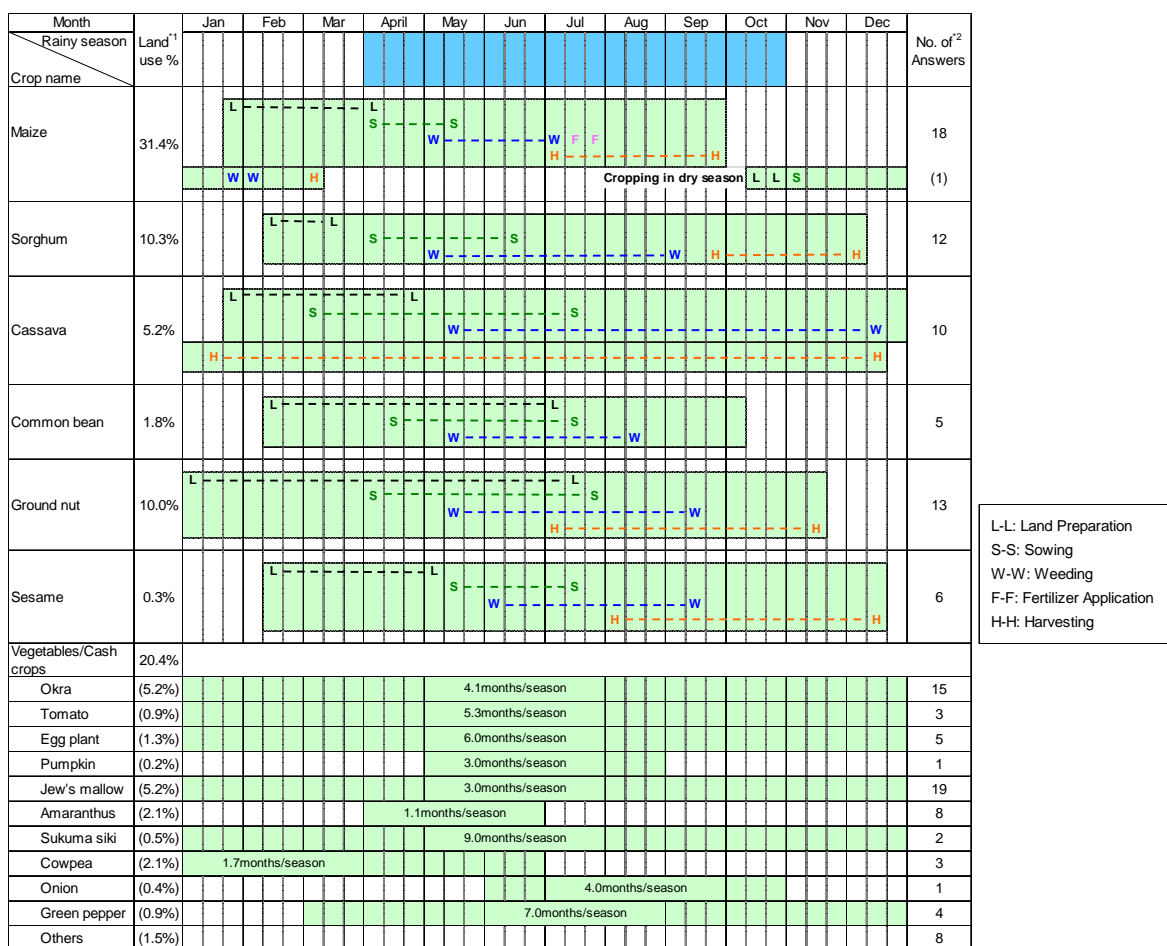 Month Jan Feb Mar April May Jun Jul Aug Sep Oct Nov Dec
Rainy season Land*1 use % No. of*2 Answers
Crop name
L L
S S
Maize 31.4% W W F F 18
H H
W W H Cropping in dry season L L S (1)
L L
Sorghum 10.3% S S 12
W W H H
L L
S S
Cassava 5.2% W W 10
H H
L L
Common bean 1.8% S S 5
W W
L L
Ground nut 10.0% S S 13
W W
H H
L L
S S
Sesame 0.3% W W 6
H H
Vegetables/Cash crops 20.4%
Okra (5.2%) 4.1months/season 15
Tomato (0.9%) 5.3months/season 3
Egg plant (1.3%) 6.0months/season 5
Pumpkin (0.2%) 3.0months/season 1
Jew's mallow (5.2%) 3.0months/season 19
Amaranthus (2.1%) 1.1months/season 8
Sukuma siki (0.5%) 9.0months/season 2
Cowpea (2.1%) 1.7months/season 3
Onion (0.4%) 4.0months/season 1
Green pepper (0.9%) 7.0months/season 4
Others (1.5%) 8
L-L: Land Preparation
S-S: Sowing
W-W: Weeding
F-F: Fertilizer Application
H-H: Harvesting